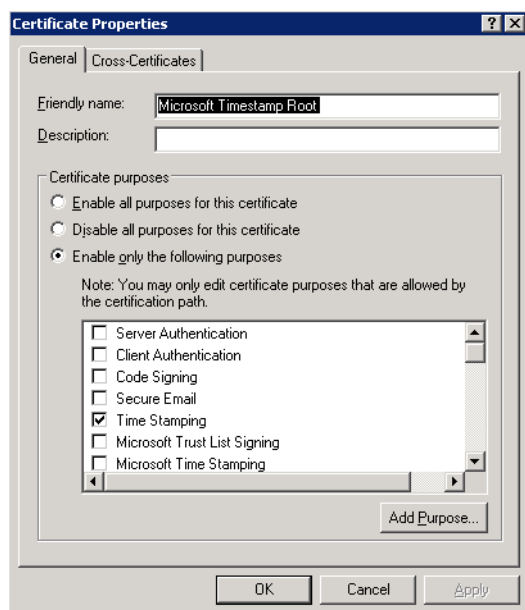 Certificate Properties
General
Cross-Certificates
Friendly name:
Microsoft Timestamp Root
Description:
Certificate purposes
Enable all purposes for this certificate
Disable all purposes for this certificate
Enable only the following purposes
Note: You may only edit certificate purposes that are allowed by
the certification path.
Server Authentication
Client Authentication
Code Signing
Secure Email
Time Stamping
Microsoft Trust List Signing
Microsoft Time Stamping
Add Purpose...
OK
Cancel
Apply